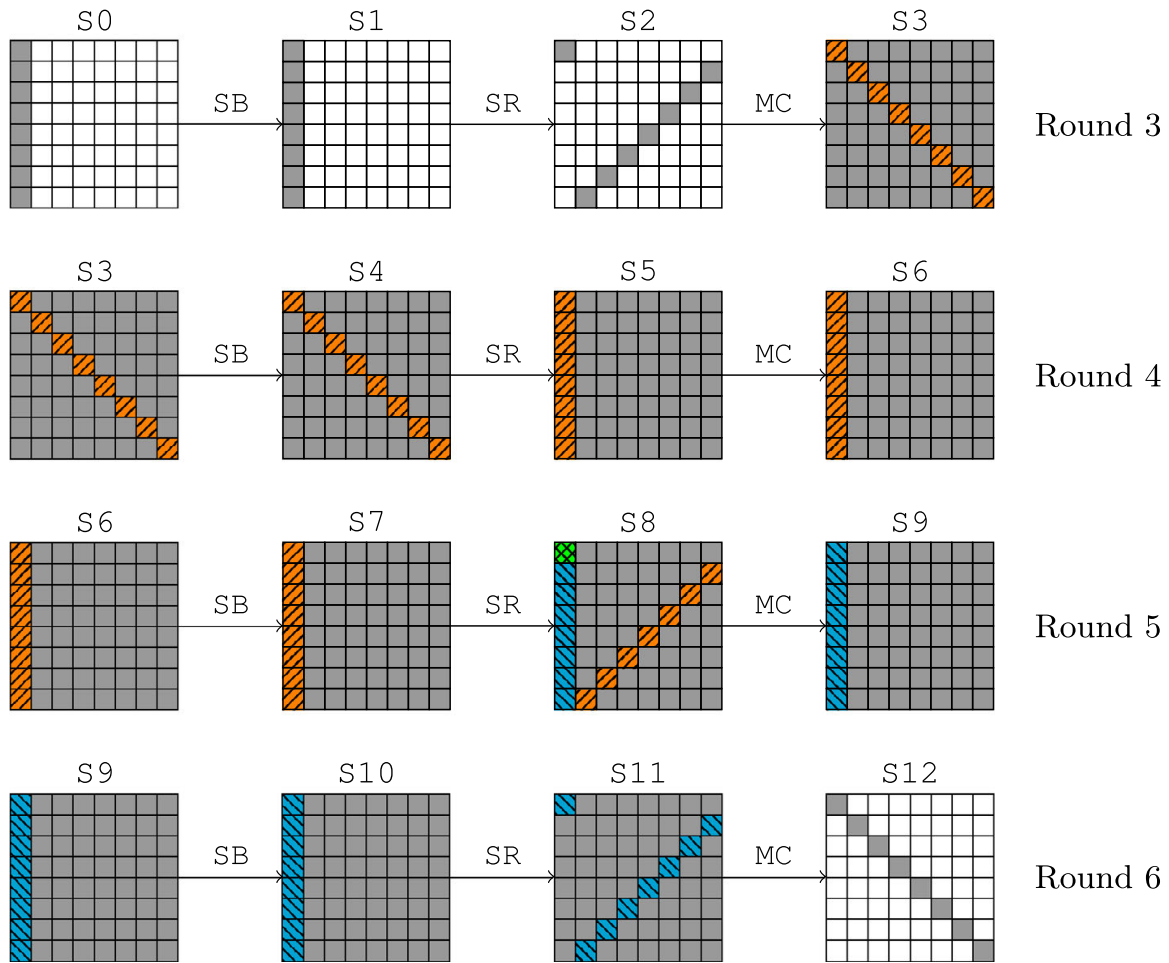 S0 S1 S2 S3
SB SR MC Round 3
S3 S4 S5 S6
SB SR MC Round 4
S6 S7 S8 S9
SB SR MC Round 5
S9 S10 S11 S12
SB SR MC Round 6